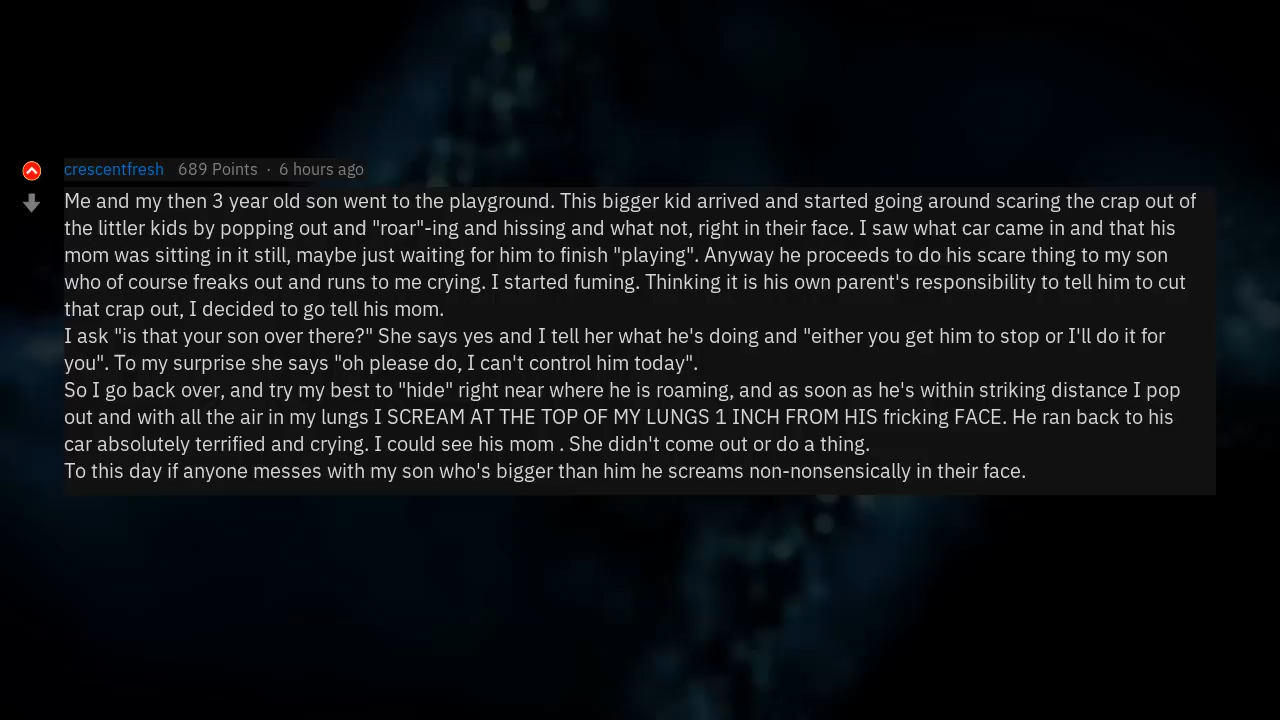 crescentfresh 689 Points · 6 hours ago
Me and my then 3 year old son went to the playground. This bigger kid arrived and started going around scaring the crap out of
the littler kids by popping out and "roar"-ing and hissing and what not, right in their face. I saw what car came in and that his
mom was sitting in it still, maybe just waiting for him to finish "playing". Anyway he proceeds to do his scare thing to my son
who of course freaks out and runs to me crying. I started fuming. Thinking it is his own parent's responsibility to tell him to cut
that crap out, I decided to go tell his mom.
I ask "is that your son over there?" She says yes and I tell her what he's doing and "either you get him to stop or I'll do it for
you". To my surprise she says "oh please do, I can't control him today".
So I go back over, and try my best to "hide" right near where he is roaming, and as soon as he's within striking distance I pop
out and with all the air in my lungs I SCREAM AT THE TOP OF MY LUNGS 1 INCH FROM HIS fricking FACE. He ran back to his
car absolutely terrified and crying. I could see his mom . She didn't come out or do a thing.
To this day if anyone messes with my son who's bigger than him he screams non-nonsensically in their face.